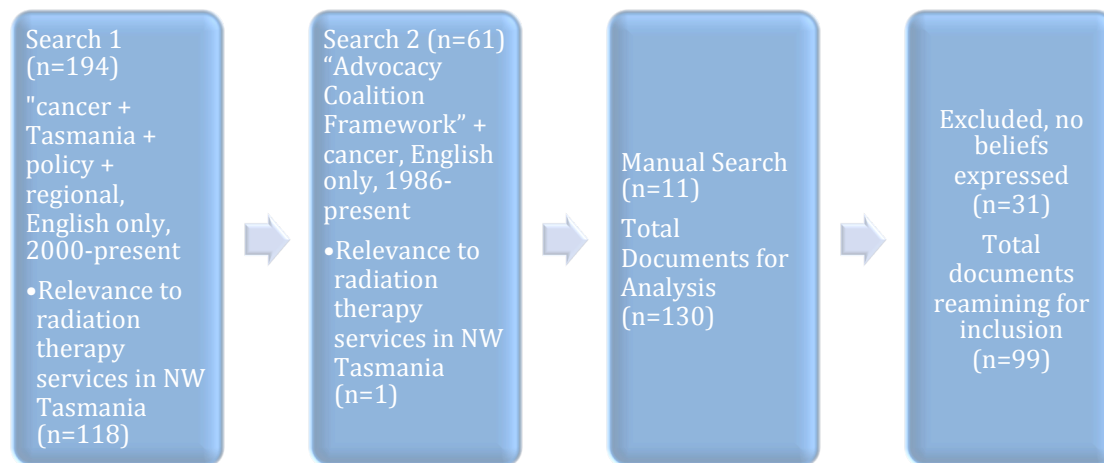 Search 1
(n=194)
"cancer +
Tasmania +
policy +
regional,
English only,
2000-present
•Relevance to
radiation
therapy
services in NW
Tasmania
(n=118)
Search 2 (n=61)
“Advocacy
Coalition
Framework” +
cancer, English
only, 1986-
present
•Relevance to
radiation
therapy
services in NW
Tasmania
(n=1)
Manual Search
(n=11)
Total
Documents for
Analysis
(n=130)
Excluded, no
beliefs
expressed
(n=31)
Total
documents
reamining for
inclusion
(n=99)